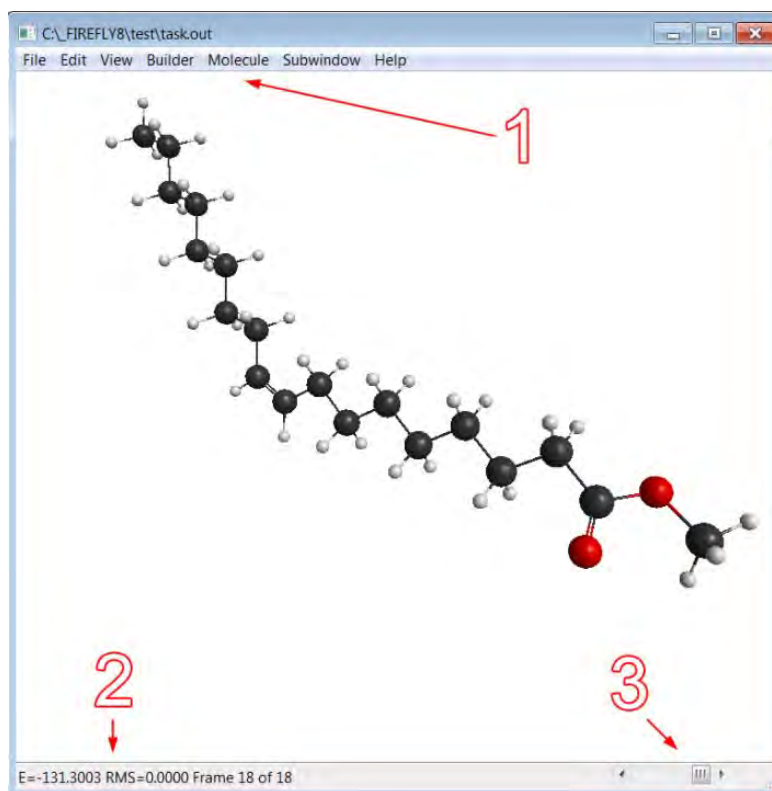 C:\_FIREFLY8\test\task.out
File Edit View Builder Molecule Subwindow Help
1
2
3
E=-131.3003 RMS=0.0000 Frame 18 of 18